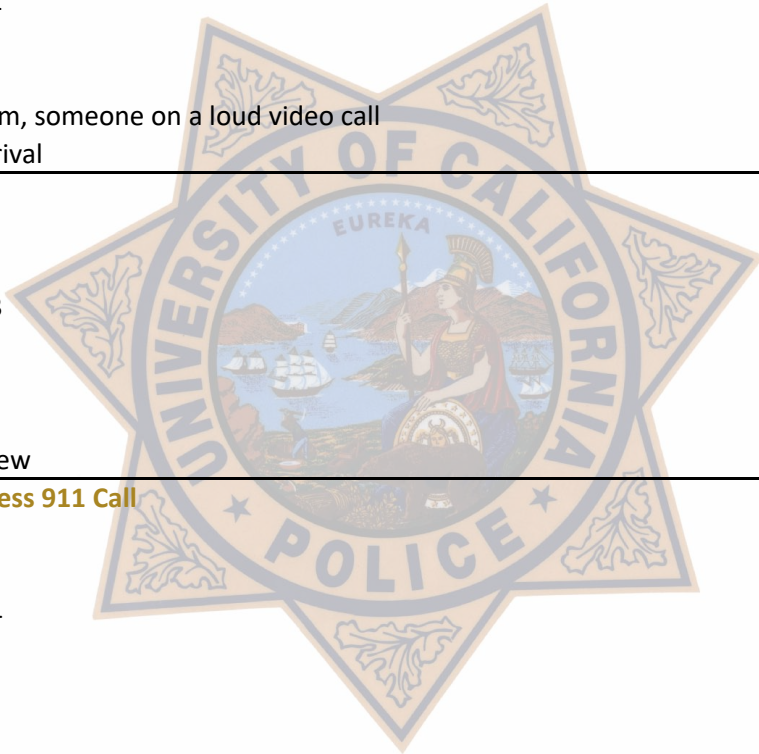 m, someone on a loud video call
rival
ew
ess 911 Call
UNIVERSITY OF CALIFORNIA
EUREKA
POLICE